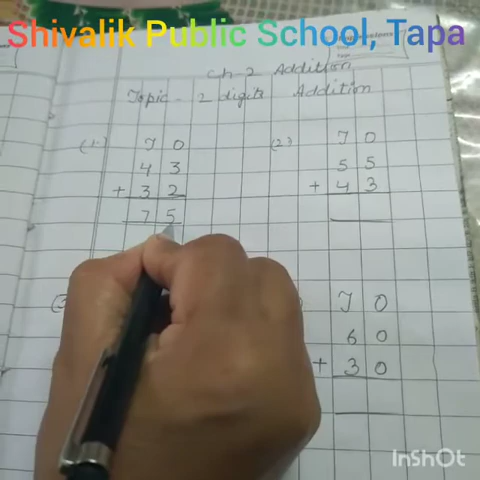 Shivalik Public School, Tapa
Ch-2 Addition
Topic - 2 digits Addition
(1)
T O
4 3
+ 3 2
7 5
(2)
T O
5 5
+ 4 3
T O
6 0
+ 3 0
InShOt